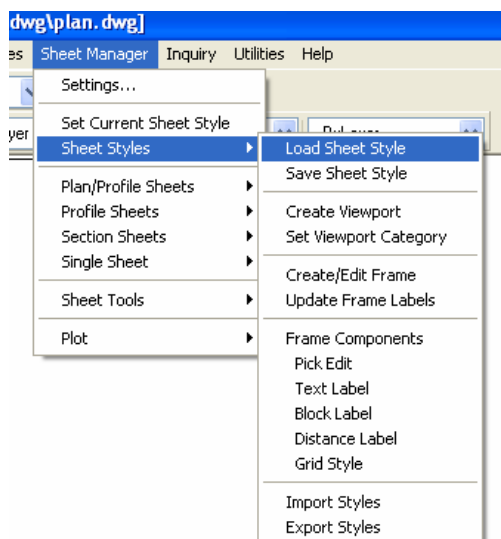 dwg\plan.dwg]
es Sheet Manager Inquiry Utilities Help
Settings...
Set Current Sheet Style
yer
Sheet Styles
Plan/Profile Sheets
Profile Sheets
Section Sheets
Single Sheet
Sheet Tools
Plot
Load Sheet Style
Save Sheet Style
Create Viewport
Set Viewport Category
Create/Edit Frame
Update Frame Labels
Frame Components
Pick Edit
Text Label
Block Label
Distance Label
Grid Style
Import Styles
Export Styles